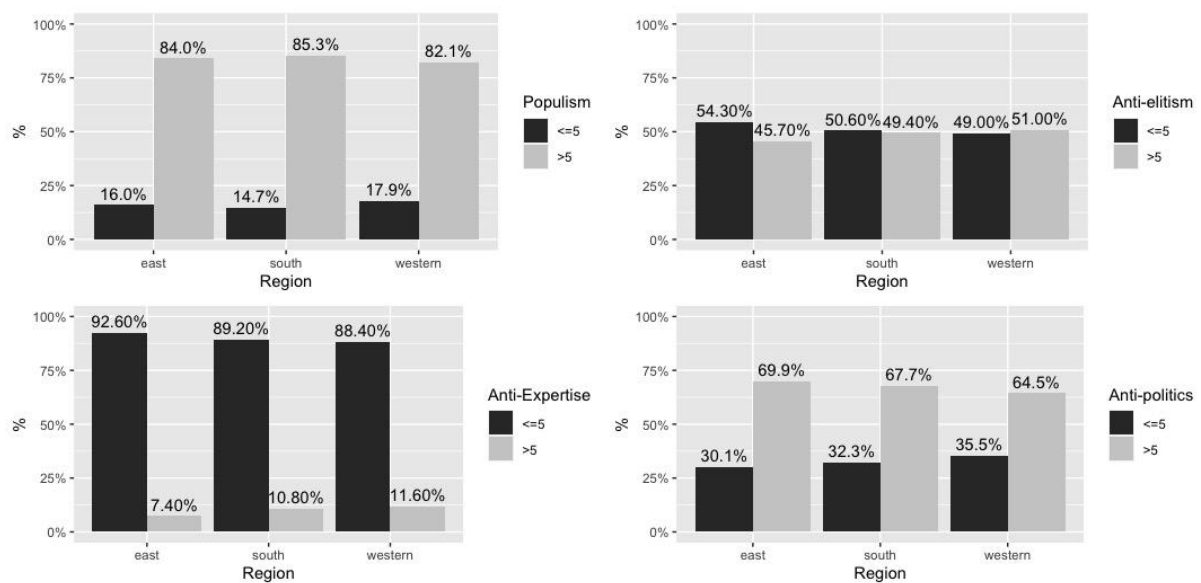 100%
75%
50%
25%
0%
%
84.0%
85.3%
82.1%
16.0%
14.7%
17.9%
east
south
western
Region
Populism
<=5
>5
100%
75%
50%
25%
0%
%
54.30%
45.70%
50.60%
49.40%
49.00%
51.00%
east
south
western
Region
Anti-elitism
<=5
>5
100%
75%
50%
25%
0%
%
92.60%
7.40%
89.20%
10.80%
88.40%
11.60%
east
south
western
Region
Anti-Expertise
<=5
>5
100%
75%
50%
25%
0%
%
30.1%
69.9%
32.3%
67.7%
35.5%
64.5%
east
south
western
Region
Anti-politics
<=5
>5